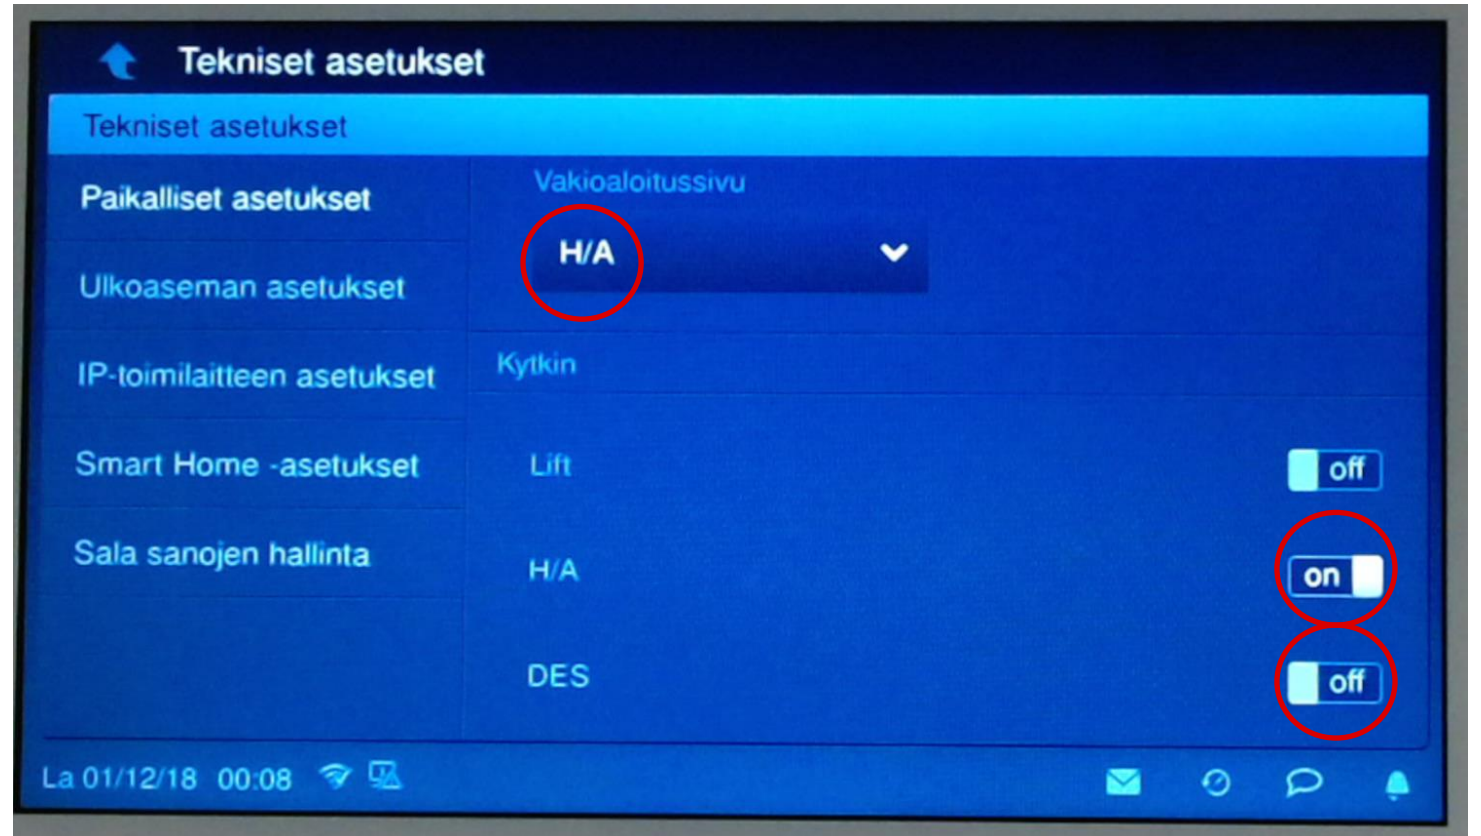 Tekniset asetukset
Tekniset asetukset
Paikalliset asetukset
Ulkoaseman asetukset
IP-toimilaitteen asetukset
Smart Home -asetukset
Sala sanojen hallinta
Vakioaloitussivu
H/A
Kytkin
Lift off
H/A on
DES off
La 01/12/18 00:08